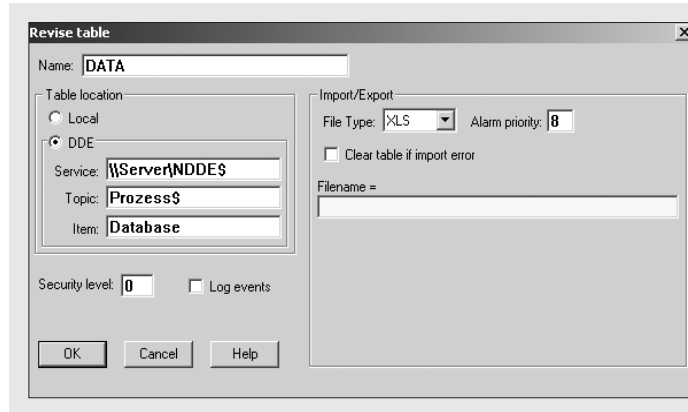 Revise table
Name: DATA
Table location
Local
DDE
Service: \\Server\NDDE$
Topic: Prozess$
Item: Database
Security level: 0 Log events
OK Cancel Help
Import/Export
File Type: XLS Alarm priority: 8
Clear table if import error
Filename =